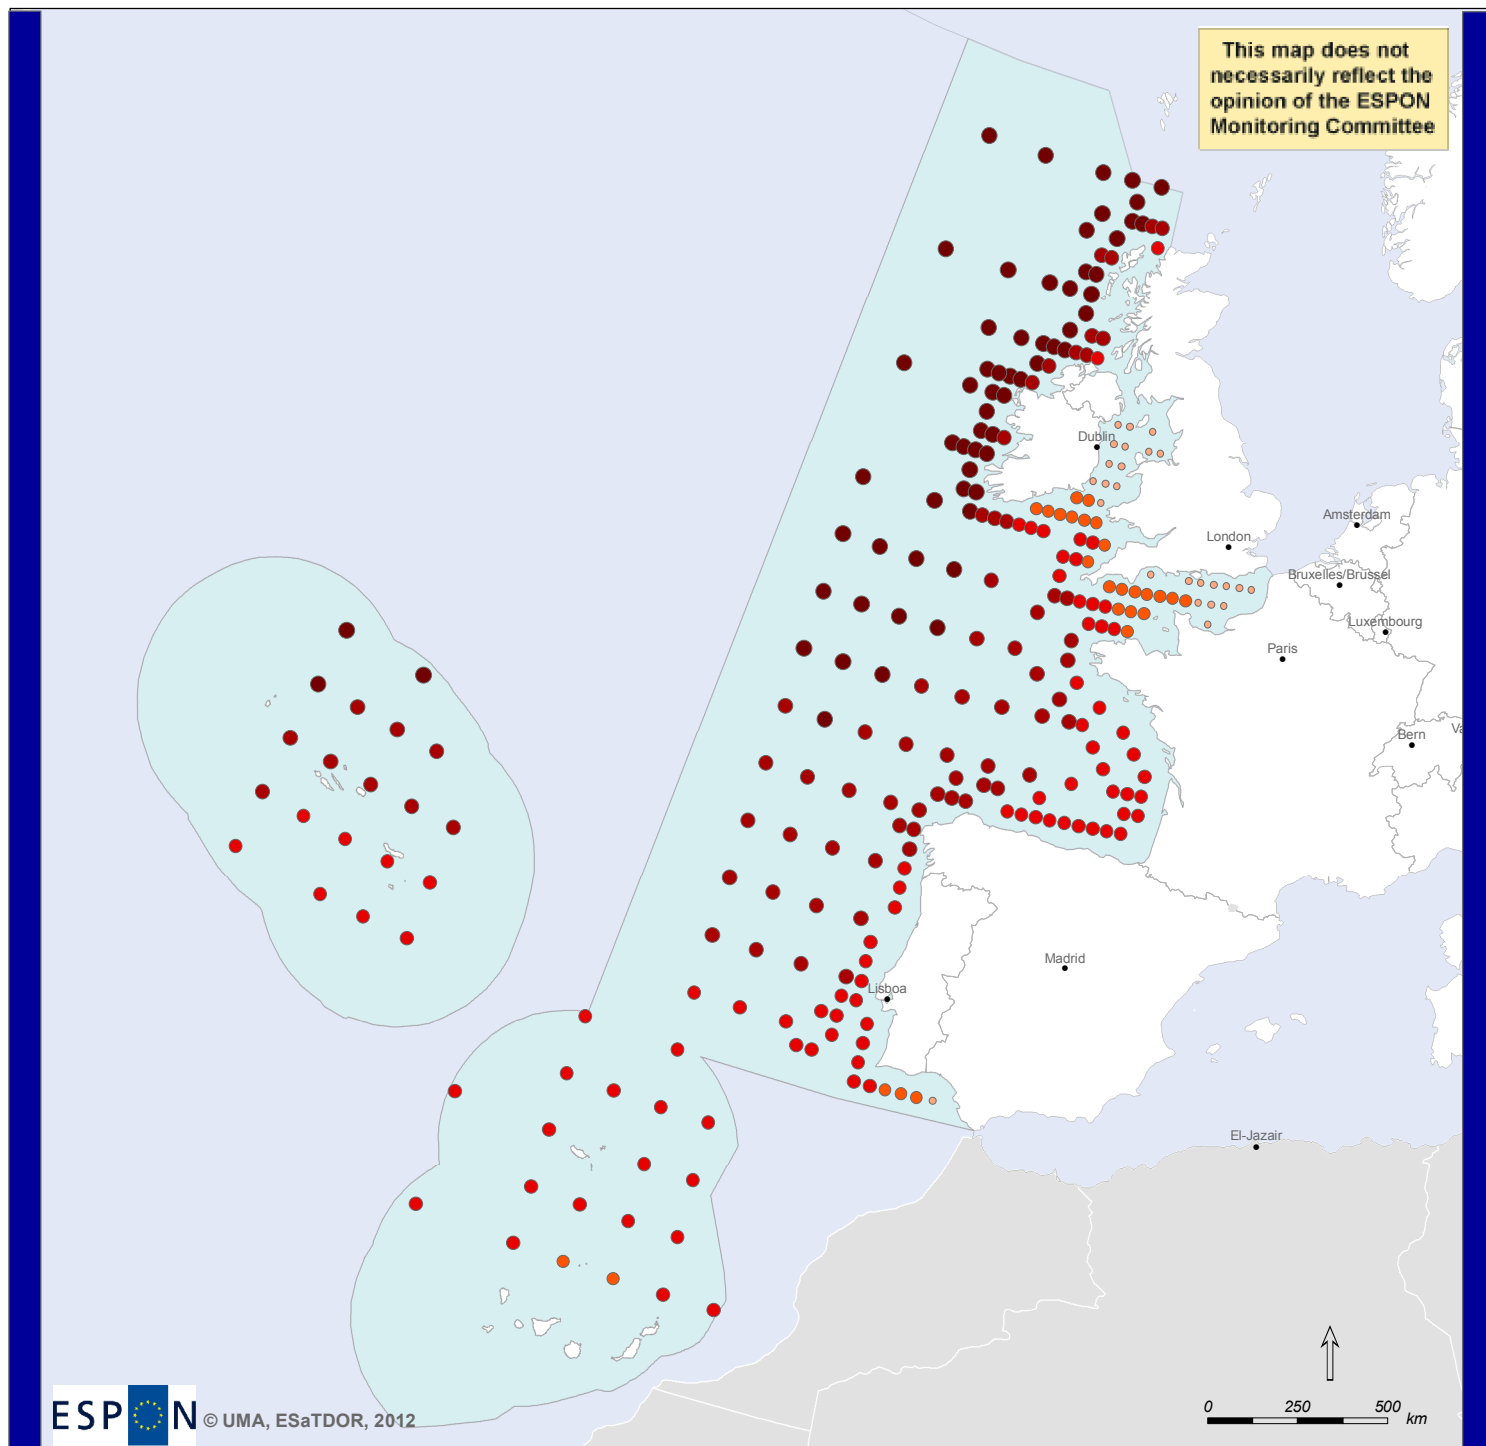 This map does not
necessarily reflect the
opinion of the ESPON
Monitoring Committee
Dublin
Amsterdam
London
Bruxelles/Brussel
Luxembourg
Paris
Bern
Va
Madrid
Lisboa
El-Jazair
0 250 500 km
ESPON © UMA, ESaTDOR, 2012